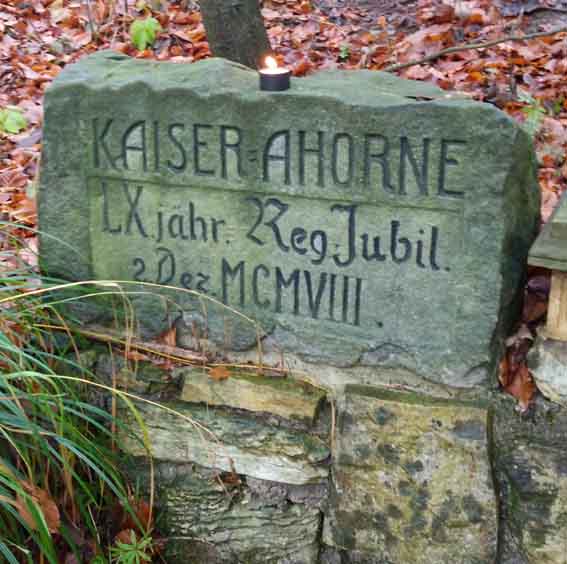 KAISER-AHORNE
LX jähr. Reg. Jubil.
2 Dez MCMVIII.